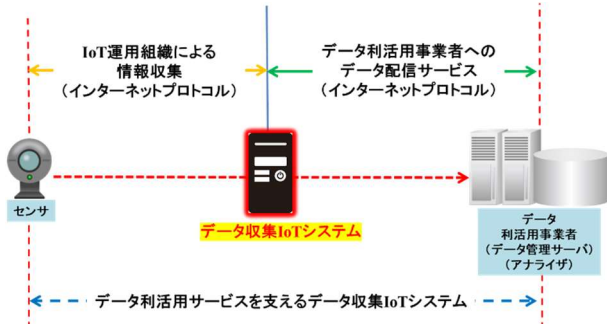 IoT運用組織による
情報収集
（インターネットプロトコル）
データ利活用事業者への
データ配信サービス
（インターネットプロトコル）
センサ
データ収集IoTシステム
データ
利活用事業者
（データ管理サーバ）
（アナライザ）
データ利活用サービスを支えるデータ収集IoTシステム